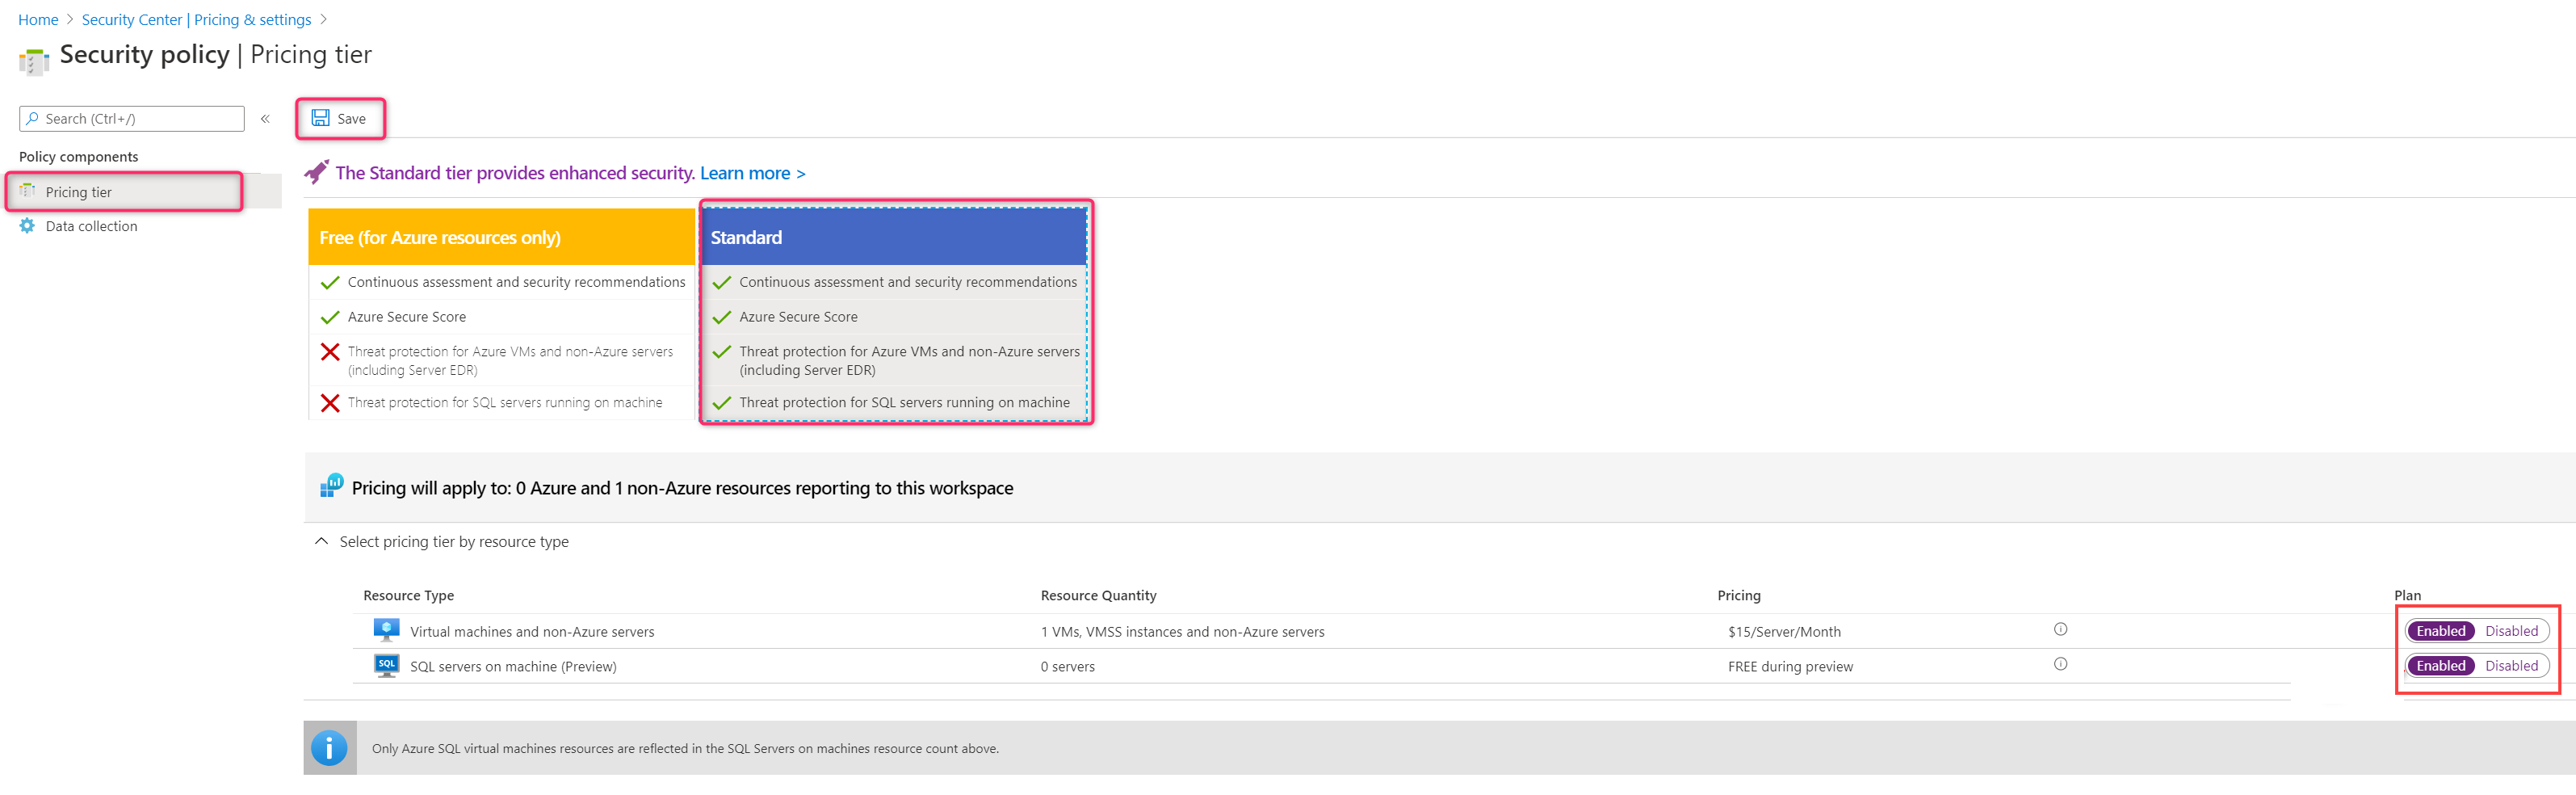 Home > Security Center | Pricing & settings >
Security policy | Pricing tier
Search (Ctrl+/)
«
Save
Policy components
Pricing tier
Data collection
The Standard tier provides enhanced security. Learn more >
Free (for Azure resources only)
Continuous assessment and security recommendations
Azure Secure Score
Threat protection for Azure VMs and non-Azure servers
(including Server EDR)
Threat protection for SQL servers running on machine
Standard
Continuous assessment and security recommendations
Azure Secure Score
Threat protection for Azure VMs and non-Azure servers
(including Server EDR)
Threat protection for SQL servers running on machine
Pricing will apply to: 0 Azure and 1 non-Azure resources reporting to this workspace
Select pricing tier by resource type
Resource Type Resource Quantity Pricing Plan
Virtual machines and non-Azure servers 1 VMs, VMSS instances and non-Azure servers $15/Server/Month Enabled Disabled
SQL SQL servers on machine (Preview) 0 servers FREE during preview Enabled Disabled
Only Azure SQL virtual machines resources are reflected in the SQL Servers on machines resource count above.